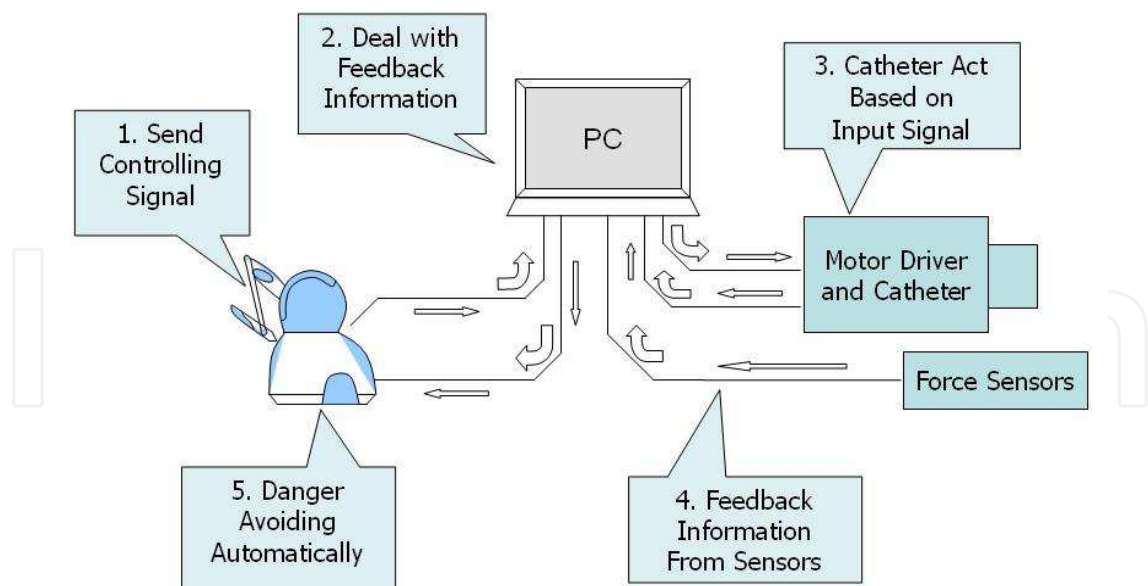 1. Send
Controlling
Signal
2. Deal with
Feedback
Information
PC
3. Catheter Act
Based on
Input Signal
Motor Driver
and Catheter
Force Sensors
4. Feedback
Information
From Sensors
5. Danger
Avoiding
Automatically